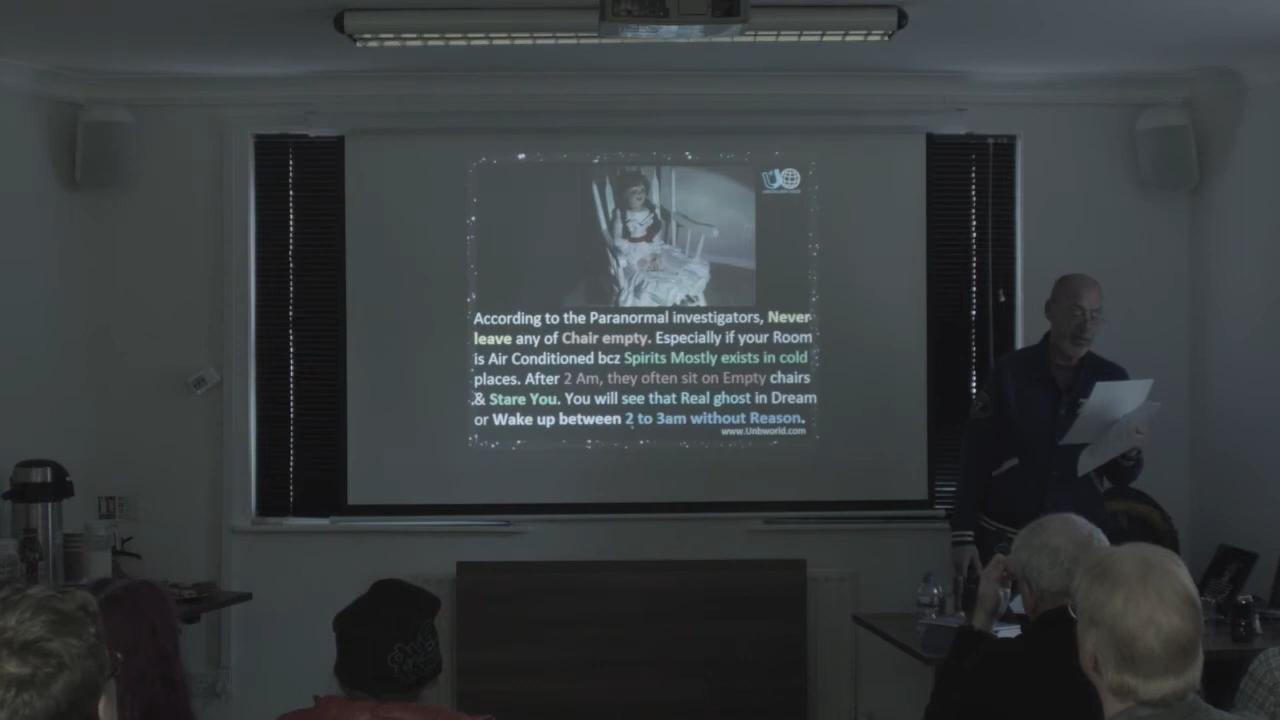 According to the Paranormal investigators, Never
leave any of Chair empty. Especially if your Room
is Air Conditioned bcz Spirits Mostly exists in cold
places. After 2 Am, they often sit on Empty chairs
& Stare You. You will see that Real ghost in Dream
or Wake up between 2 to 3am without Reason.
www.Unbworld.com